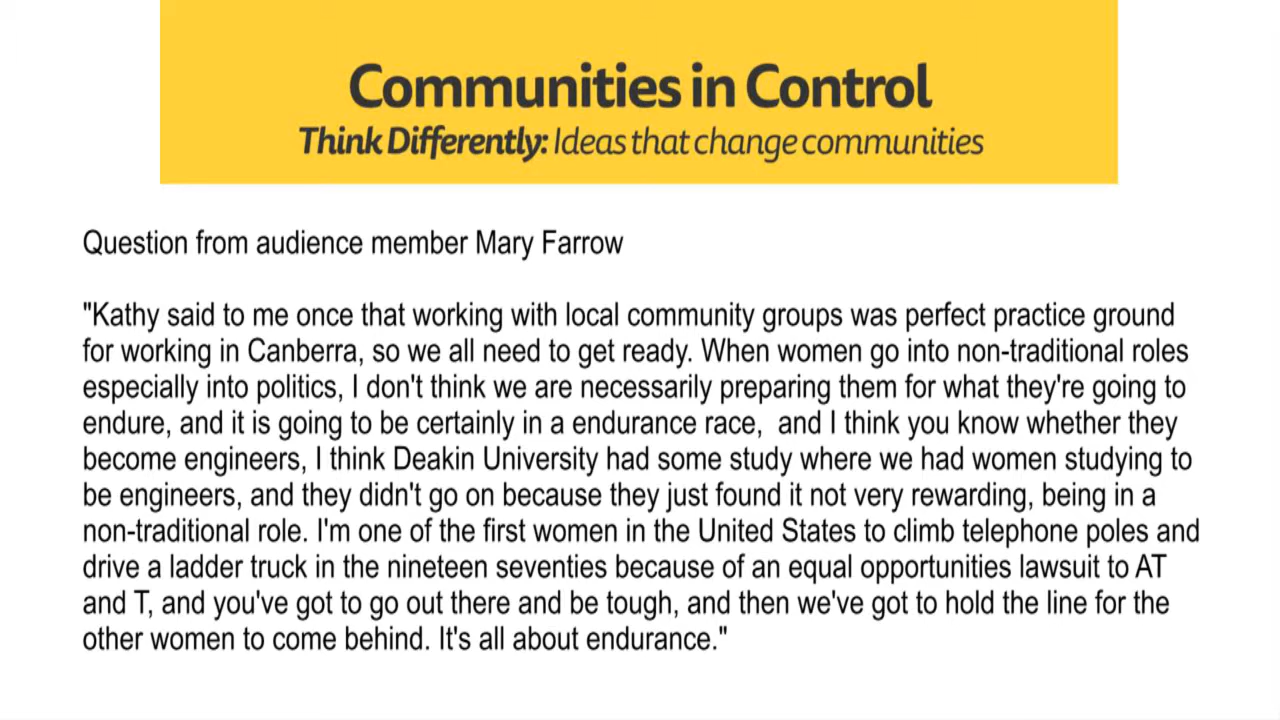 Communities in Control
Think Differently: Ideas that change communities
Question from audience member Mary Farrow
"Kathy said to me once that working with local community groups was perfect practice ground
for working in Canberra, so we all need to get ready. When women go into non-traditional roles
especially into politics, I don't think we are necessarily preparing them for what they're going to
endure, and it is going to be certainly in a endurance race,  and I think you know whether they
become engineers, I think Deakin University had some study where we had women studying to
be engineers, and they didn't go on because they just found it not very rewarding, being in a
non-traditional role. I'm one of the first women in the United States to climb telephone poles and
drive a ladder truck in the nineteen seventies because of an equal opportunities lawsuit to AT
and T, and you've got to go out there and be tough, and then we've got to hold the line for the
other women to come behind. It's all about endurance."